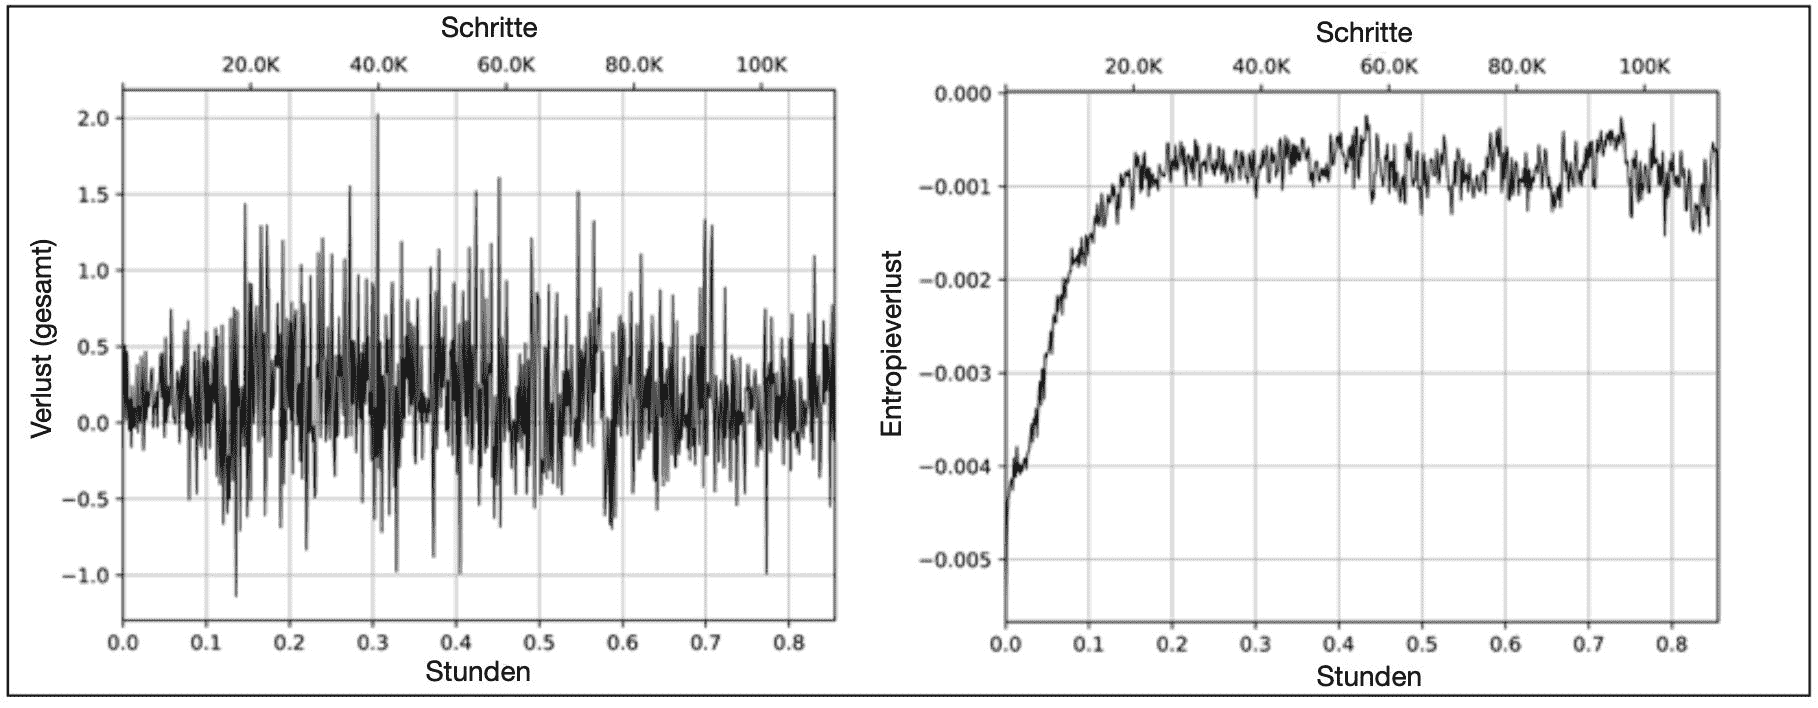 Schritte
20.0K 40.0K 60.0K 80.0K 100K
2.0
1.5
1.0
0.5
0.0
−0.5
−1.0
Verlust (gesamt)
0.0 0.1 0.2 0.3 0.4 0.5 0.6 0.7 0.8
Stunden
Schritte
20.0K 40.0K 60.0K 80.0K 100K
0.000
−0.001
−0.002
−0.003
−0.004
−0.005
Entropieverlust
0.0 0.1 0.2 0.3 0.4 0.5 0.6 0.7 0.8
Stunden